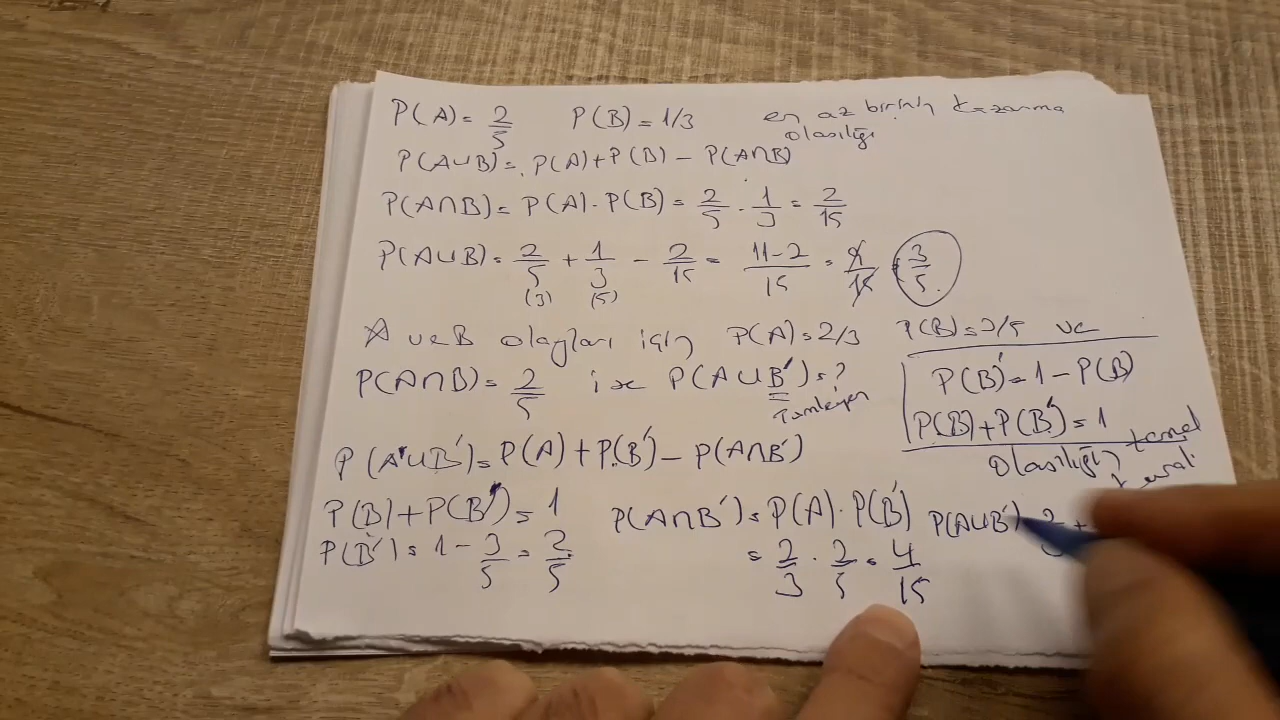 P(A) = 2/5 P(B) = 1/3 en az birinin kazanma
olasılığı
P(A∪B) = P(A) + P(B) - P(A∩B)
P(A∩B) = P(A) · P(B) = 2/5 · 1/3 = 2/15
P(A∪B) = 2/5 + 1/3 - 2/15 = 11-2/15 = 9/15 = 3/5
(3) (5)
A ve B olayları için P(A) = 2/3 P(B) = 3/5 ve
P(A∩B) = 2/5 ise P(A∪B') = ?
Tümleyen
P(B)' = 1 - P(B)
P(B) + P(B') = 1
Olasılığın temel
kuralı
P(A∪B') = P(A) + P(B') - P(A∩B')
P(B) + P(B') = 1
P(B') = 1 - 3/5 = 2/5
P(A∩B') = P(A) · P(B')
= 2/3 · 2/5 = 4/15
P(A∪B') 2/3 +